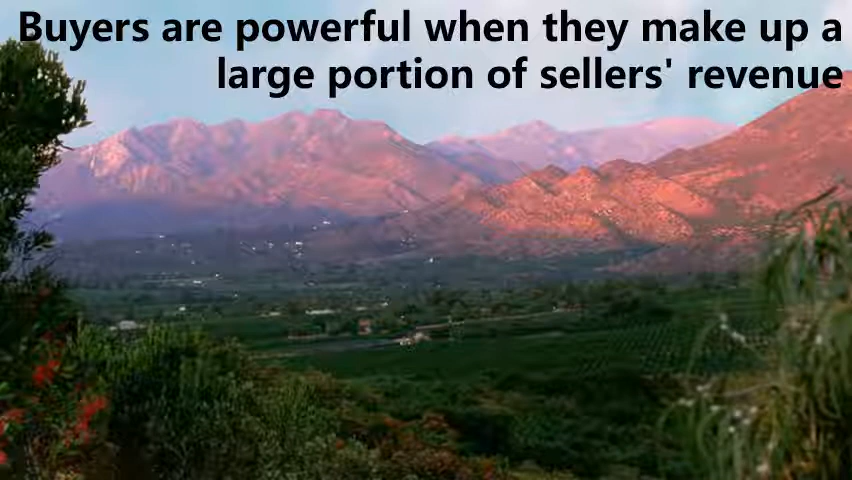 Buyers are powerful when they make up a
large portion of sellers' revenue